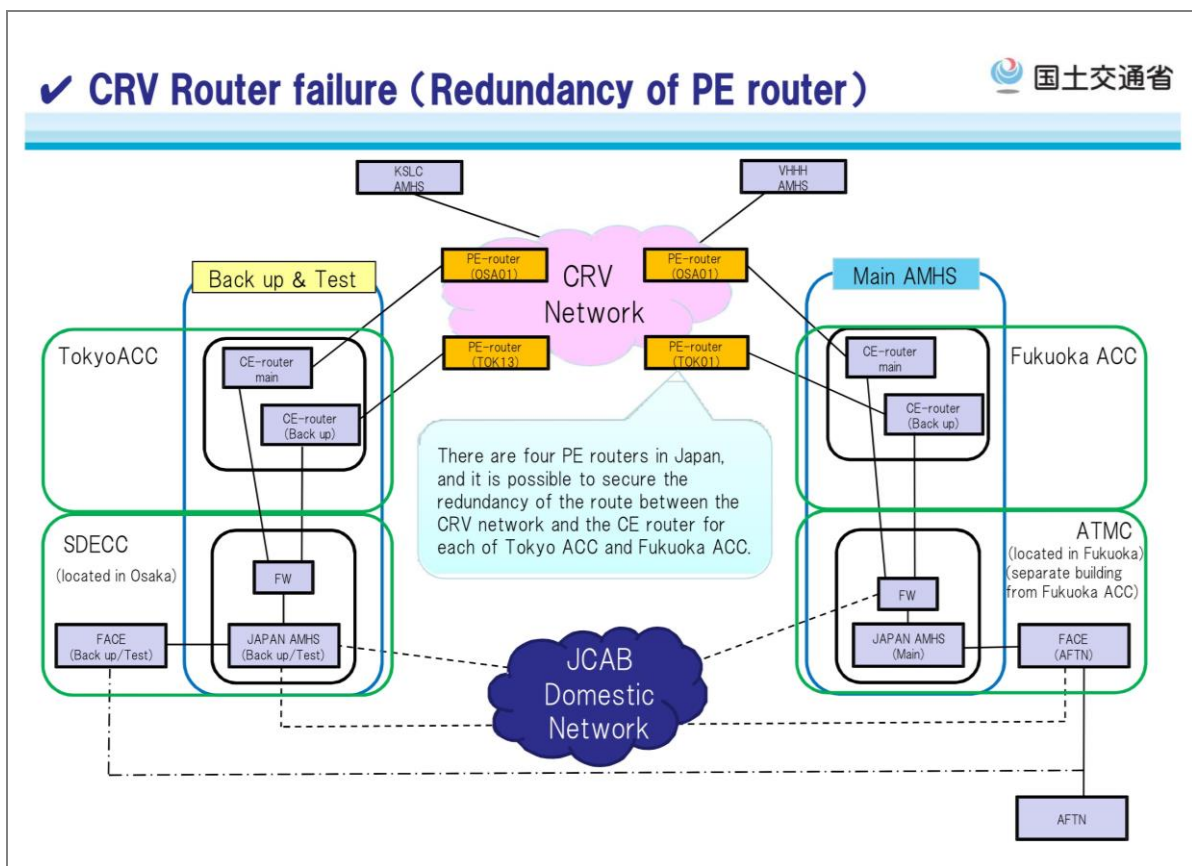 ✔ CRV Router failure (Redundancy of PE router)
国土交通省
KSLC
AMHS
VHHH
AMHS
PE-router
(OSA01)
PE-router
(OSA01)
CRV
Network
Back up & Test
Main AMHS
PE-router
(TOK13)
PE-router
(TOK01)
TokyoACC
CE-router
main
CE-router
(Back up)
CE-router
main
Fukuoka ACC
CE-router
(Back up)
There are four PE routers in Japan,
and it is possible to secure the
redundancy of the route between the
CRV network and the CE router for
each of Tokyo ACC and Fukuoka ACC.
SDECC
(located in Osaka)
FW
FACE
(Back up/Test)
JAPAN AMHS
(Back up/Test)
ATMC
(located in Fukuoka)
(separate building
from Fukuoka ACC)
FW
JAPAN AMHS
(Main)
FACE
(AFTN)
JCAB
Domestic
Network
AFTN